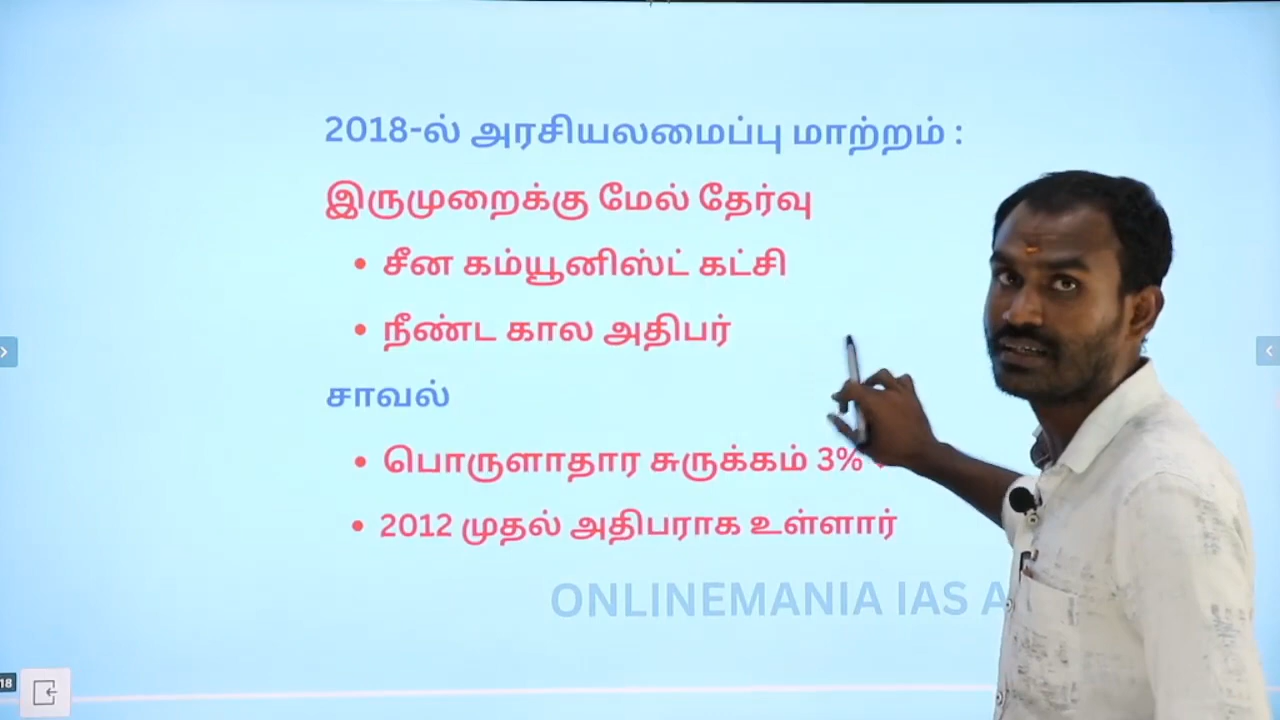 2018-ல் அரசியலமைப்பு மாற்றம் :
இருமுறைக்கு மேல் தேர்வு
• சீன கம்யூனிஸ்ட் கட்சி
• நீண்ட கால அதிபர்
சாவல்
• பொருளாதார சுருக்கம் 3%
• 2012 முதல் அதிபராக உள்ளார்
ONLINEMANIA IAS A
18